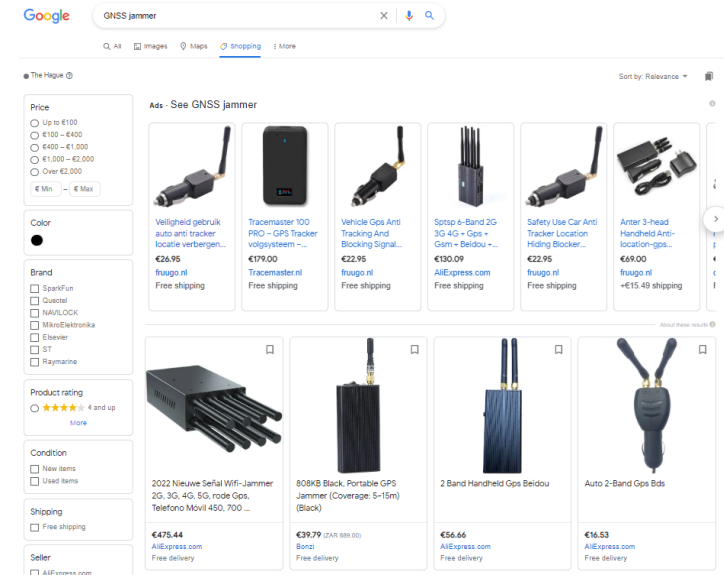 Google
GNSS jammer
All
Images
Maps
Shopping
More
The Hague
Sort by: Relevance
Price
Up to €100
€100 – €400
€400 – €1,000
€1,000 – €2,000
Over €2,000
€ Min – € Max
Color
Brand
SparkFun
Quectel
NAVILOCK
MikroElektronika
Elsevier
ST
Raymarine
Product rating
4 and up
More
Condition
New items
Used items
Shipping
Free shipping
Seller
AliExpress.com
Ads · See GNSS jammer
Veiligheid gebruik
auto anti tracker
locatie verbergen...
€26.95
fruugo.nl
Free shipping
Tracemaster 100
PRO – GPS Tracker
volgsysteem –...
€179.00
Tracemaster.nl
Free shipping
Vehicle Gps Anti
Tracking And
Blocking Signal...
€22.95
fruugo.nl
Free shipping
Sptsp 6-Band 2G
3G 4G + Gps +
Gsm + Beidou +...
€130.09
AliExpress.com
Free shipping
Safety Use Car Anti
Tracker Location
Hiding Blocker...
€22.95
fruugo.nl
Free shipping
Anter 3-head
Handheld Anti-
location-gps...
€69.00
fruugo.nl
+€15.49 shipping
About these results
2022 Nieuwe Señal Wifi-Jammer
2G, 3G, 4G, 5G, rode Gps,
Telefono Móvil 450, 700 ...
€475.44
AliExpress.com
Free delivery
808KB Black, Portable GPS
Jammer (Coverage: 5–15m)
(Black)
€39.79 (ZAR 689.00)
Bonzi
Free delivery
2 Band Handheld Gps Beidou
€56.66
AliExpress.com
Free delivery
Auto 2-Band Gps Bds
€16.53
AliExpress.com
Free delivery